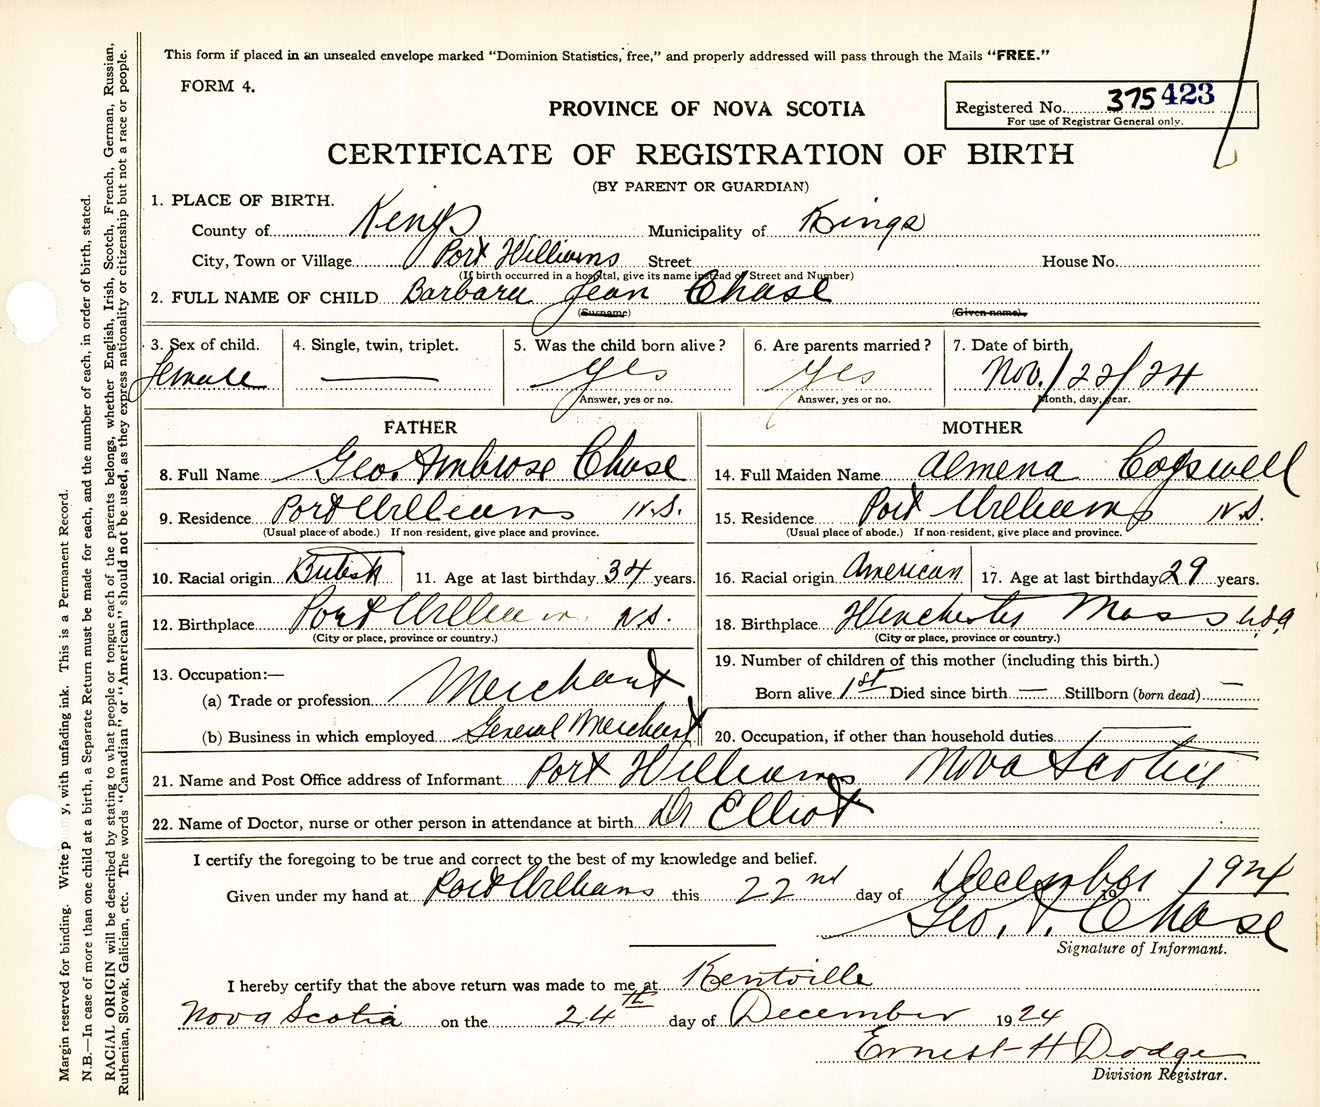 This form if placed in an unsealed envelope marked "Dominion Statistics, free," and properly addressed will pass through the Mails "FREE."
FORM 4.
PROVINCE OF NOVA SCOTIA
Registered No. 375423
For use of Registrar General only.
CERTIFICATE OF REGISTRATION OF BIRTH
(BY PARENT OR GUARDIAN)
1. PLACE OF BIRTH.
County of Kings Municipality of Kings
City, Town or Village Port Williams Street House No.
(If birth occurred in a hospital, give its name instead of Street and Number)
2. FULL NAME OF CHILD Barbara Jean Chase
(Surname) (Given name)
3. Sex of child. 4. Single, twin, triplet. 5. Was the child born alive? 6. Are parents married? 7. Date of birth,
Female — Yes Yes Nov./22/24
Answer, yes or no. Answer, yes or no. Month, day, year.
FATHER MOTHER
8. Full Name Geo. Ambrose Chase 14. Full Maiden Name Almena Cogswell
9. Residence Port Williams N.S. 15. Residence Port Williams N.S.
(Usual place of abode.) If non-resident, give place and province. (Usual place of abode.) If non-resident, give place and province.
10. Racial origin British 11. Age at last birthday 34 years. 16. Racial origin American 17. Age at last birthday 29 years.
12. Birthplace Port Williams N.S. 18. Birthplace Winchester Mass USA
(City or place, province or country.) (City or place, province or country.)
13. Occupation:— 19. Number of children of this mother (including this birth.)
(a) Trade or profession Merchant Born alive 1st Died since birth — Stillborn (born dead) —
(b) Business in which employed General Merchant 20. Occupation, if other than household duties —
21. Name and Post Office address of Informant Port Williams Nova Scotia
22. Name of Doctor, nurse or other person in attendance at birth Dr Elliot
I certify the foregoing to be true and correct to the best of my knowledge and belief.
Given under my hand at Port Williams this 22nd day of December 1924
Geo. A. Chase
Signature of Informant.
I hereby certify that the above return was made to me at Kentville
Nova Scotia on the 24th day of December 1924
Ernest H Dodge
Division Registrar.
Margin reserved for binding. Write p y, with unfading ink. This is a Permanent Record.
N.B.—In case of more than one child at a birth, a Separate Return must be made for each, and the number of each, in order of birth, stated.
RACIAL ORIGIN will be described by stating to what people or tongue each of the parents belongs, whether English, Irish, Scotch, French, German, Russian,
Ruthenian, Slovak, Galician, etc. The words "Canadian" or "American" should not be used, as they express nationality or citizenship but not a race or people.